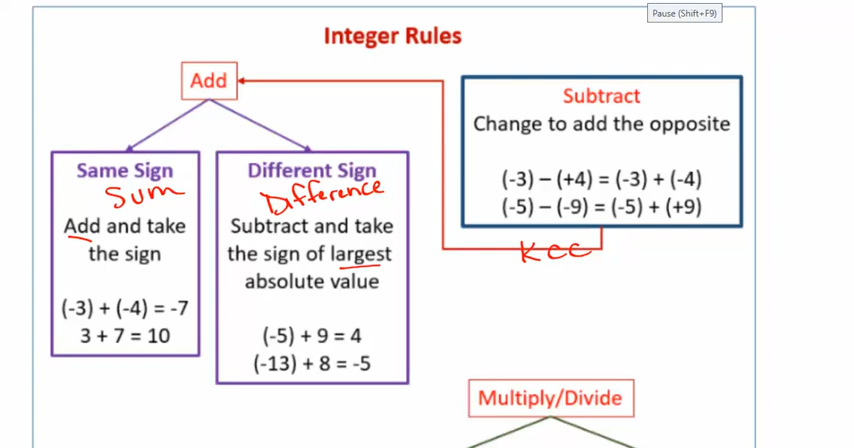 Pause (Shift+F9)
Integer Rules
Add
Subtract
Change to add the opposite
(-3) – (+4) = (-3) + (-4)
(-5) – (-9) = (-5) + (+9)
KCC
Same Sign
Sum
Add and take
the sign
(-3) + (-4) = -7
3 + 7 = 10
Different Sign
Difference
Subtract and take
the sign of largest
absolute value
(-5) + 9 = 4
(-13) + 8 = -5
Multiply/Divide